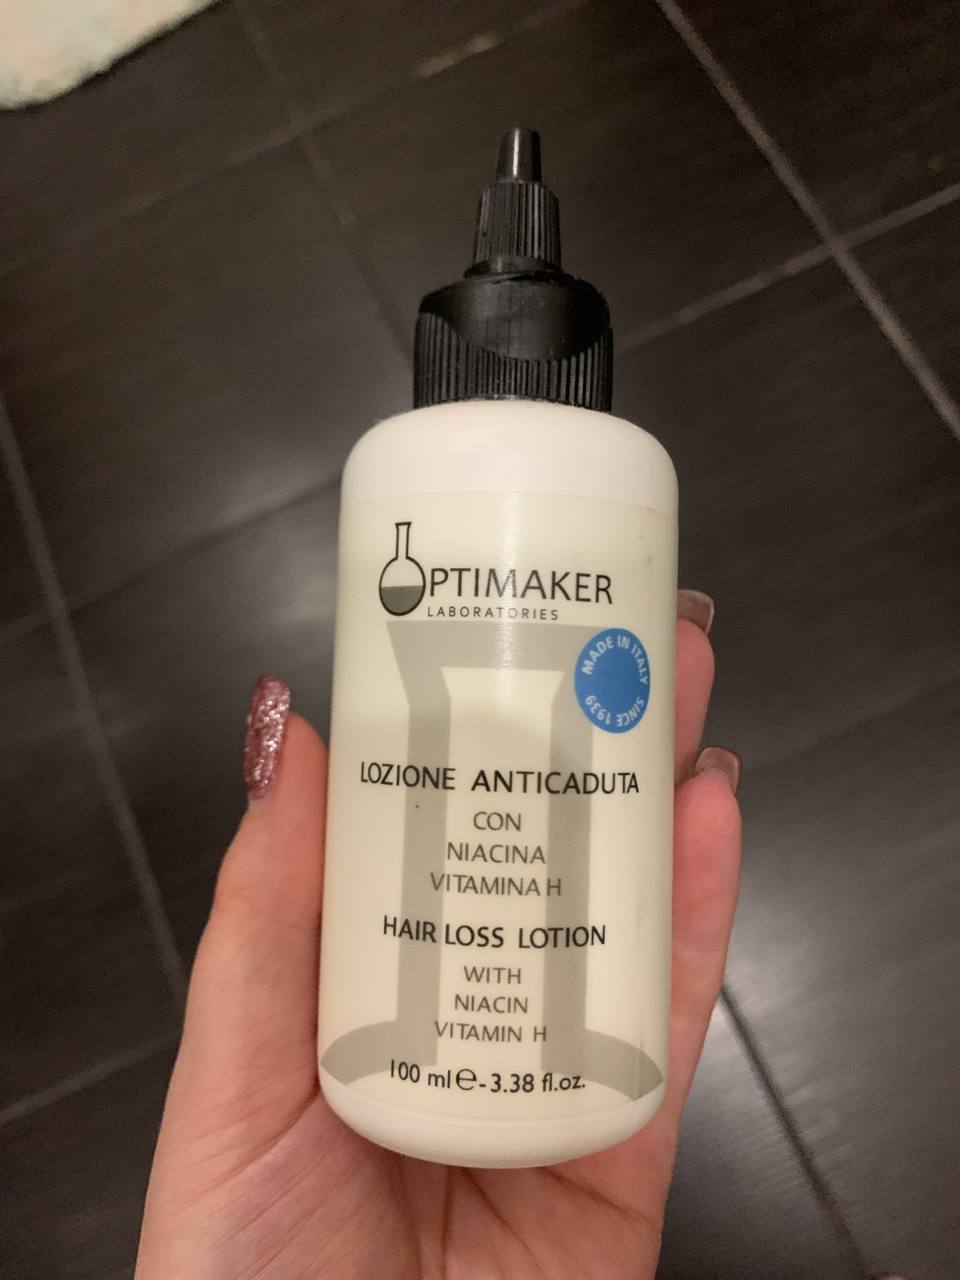 OPTIMAKER
LABORATORIES
MADE IN ITALY
SINCE 1939
LOZIONE ANTICADUTA
CON
NIACINA
VITAMINA H
HAIR LOSS LOTION
WITH
NIACIN
VITAMIN H
100 ml ℮ - 3.38 fl.oz.